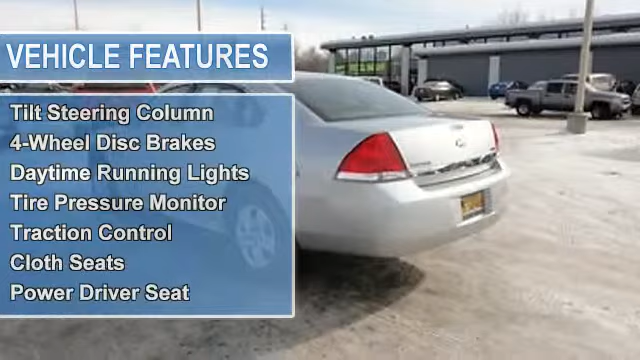 VEHICLE FEATURES
Tilt Steering Column
4-Wheel Disc Brakes
Daytime Running Lights
Tire Pressure Monitor
Traction Control
Cloth Seats
Power Driver Seat